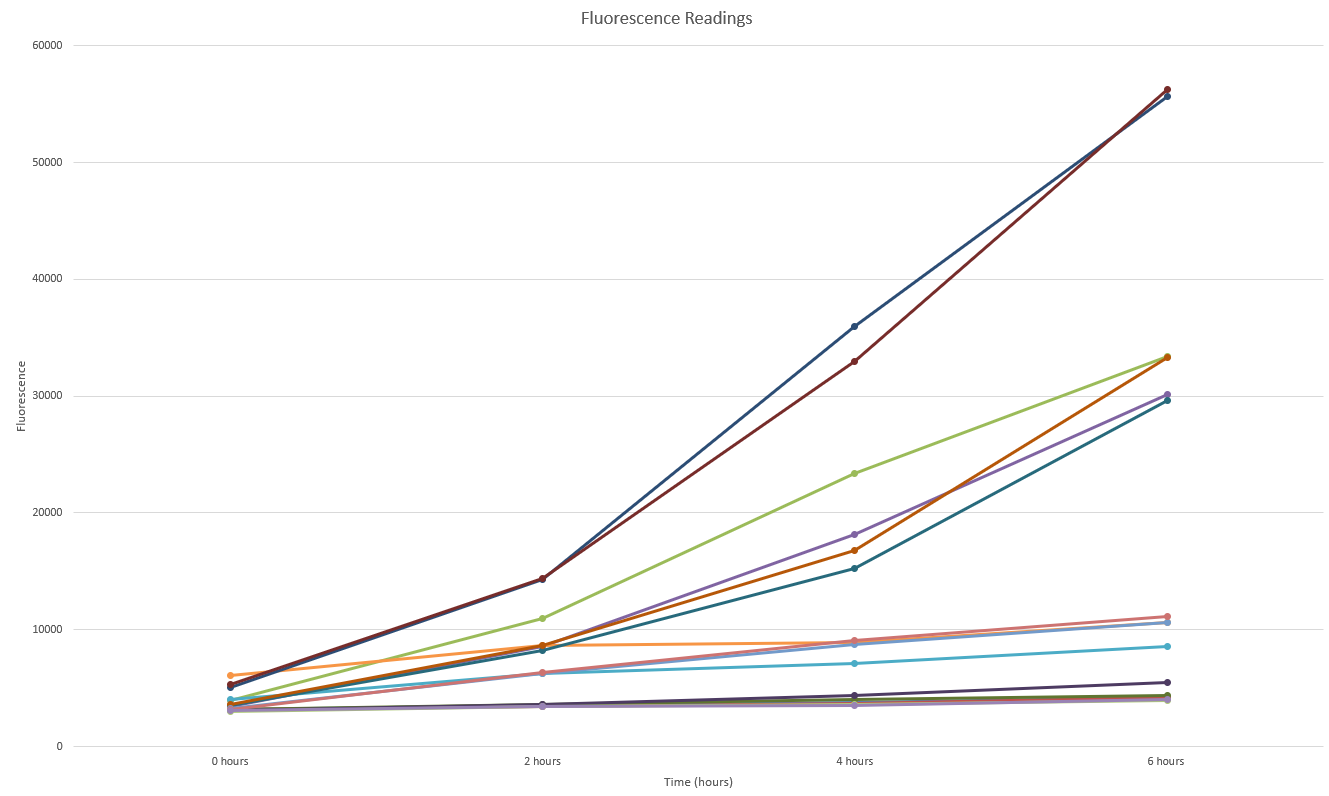 Fluorescence Readings
60000
50000
40000
30000
20000
10000
0
Fluorescence
0 hours
2 hours
4 hours
6 hours
Time (hours)